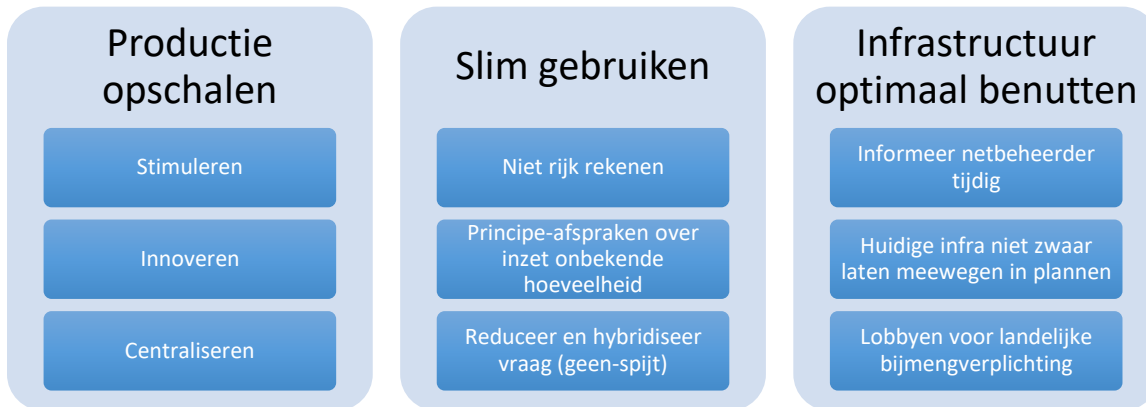 Productie
opschalen
Stimuleren
Innoveren
Centraliseren
Slim gebruiken
Niet rijk rekenen
Principe-afspraken over
inzet onbekende
hoeveelheid
Reduceer en hybridiseer
vraag (geen-spijt)
Infrastructuur
optimaal benutten
Informeer netbeheerder
tijdig
Huidige infra niet zwaar
laten meewegen in plannen
Lobbyen voor landelijke
bijmengverplichting